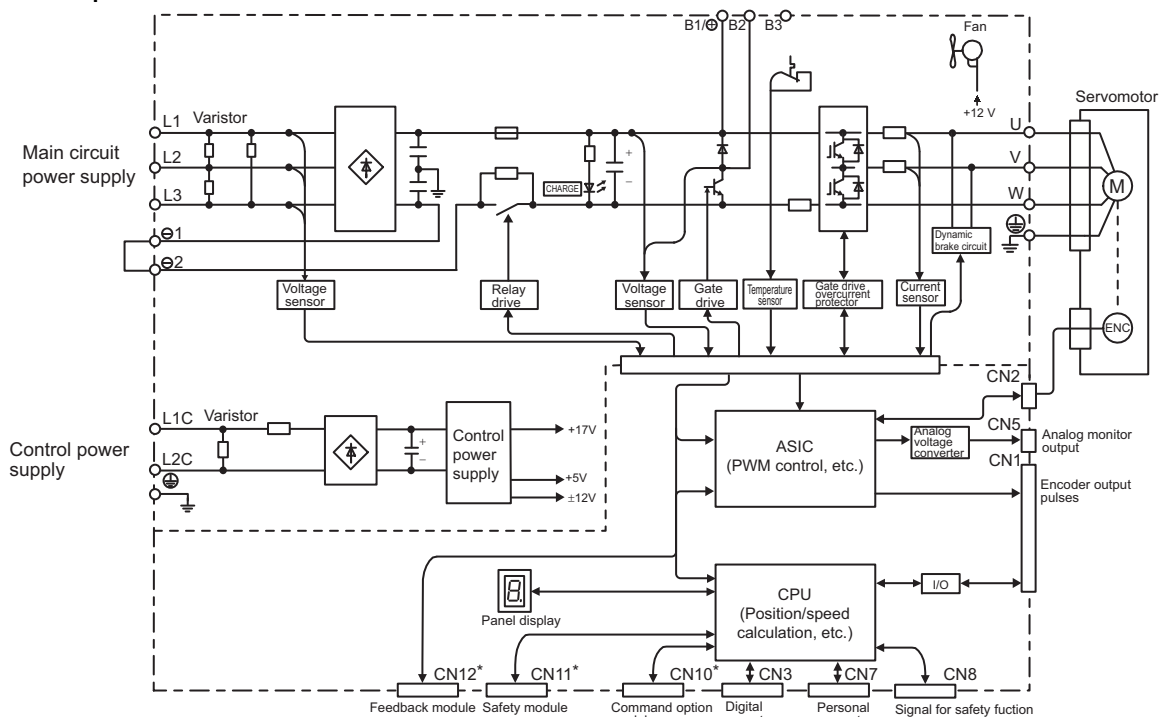 B1/⊕ B2 B3
Fan
+12 V
Servomotor
L1 Varistor
L2
L3
Main circuit
power supply
⊖1
⊖2
CHARGE
+
−
U
V
W
M
Dynamic
brake circuit
Voltage
sensor
Relay
drive
Voltage
sensor
Gate
drive
Temperature
sensor
Gate drive
overcurrent
protector
Current
sensor
ENC
CN2
L1C Varistor
L2C
Control power
supply
+
−
Control
power
supply
+17V
+5V
±12V
ASIC
(PWM control, etc.)
Analog
voltage
converter
CN5
Analog monitor
output
CN1
Encoder output
pulses
8.
Panel display
CPU
(Position/speed
calculation, etc.)
I/O
CN12* CN11* CN10* CN3 CN7 CN8
Feedback module Safety module Command option Digital Personal Signal for safety fuction